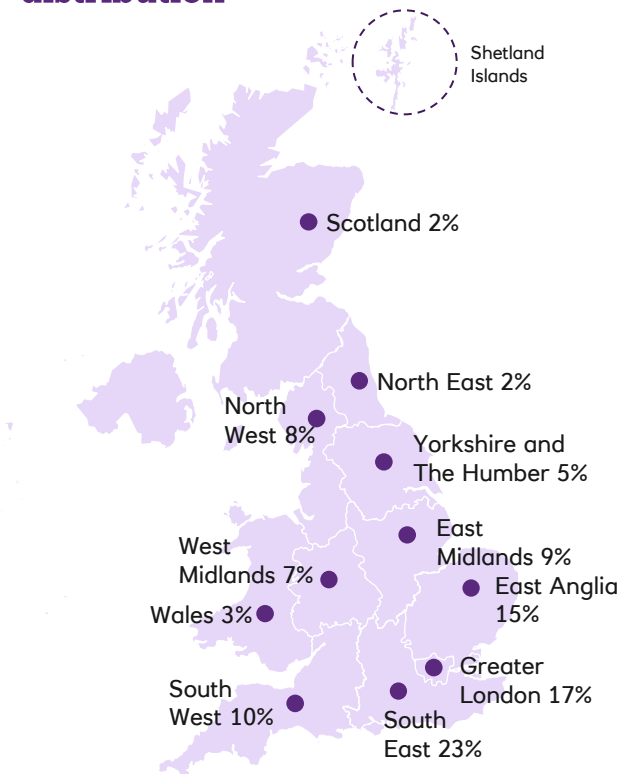 distribution
Shetland
Islands
Scotland 2%
North East 2%
North
West 8%
Yorkshire and
The Humber 5%
East
Midlands 9%
West
Midlands 7%
East Anglia
15%
Wales 3%
Greater
London 17%
South
West 10%
South
East 23%